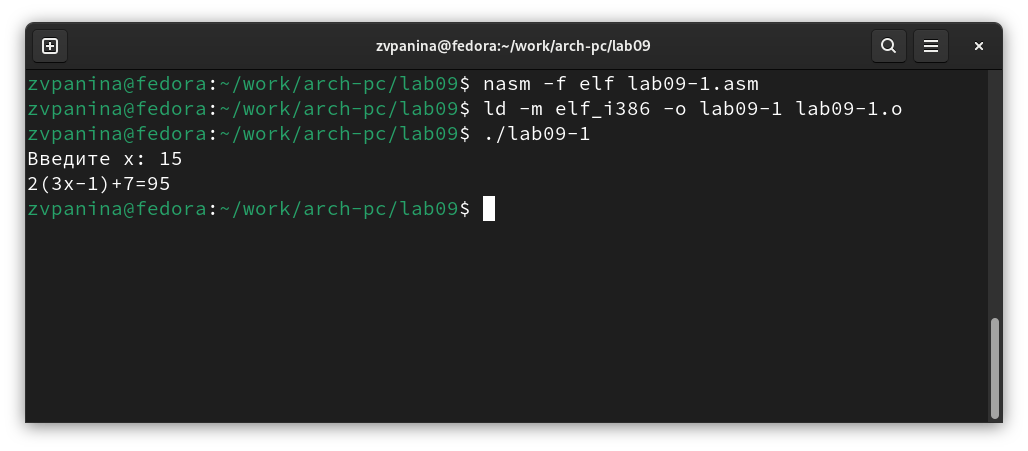 zvpanina@fedora:~/work/arch-pc/lab09
zvpanina@fedora:~/work/arch-pc/lab09$ nasm -f elf lab09-1.asm
zvpanina@fedora:~/work/arch-pc/lab09$ ld -m elf_i386 -o lab09-1 lab09-1.o
zvpanina@fedora:~/work/arch-pc/lab09$ ./lab09-1
Введите x: 15
2(3x-1)+7=95
zvpanina@fedora:~/work/arch-pc/lab09$